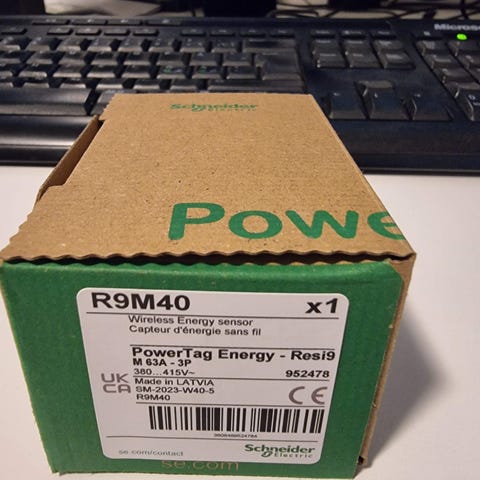 Microso
Schneider
Electric
Powe
R9M40 x1
Wireless Energy sensor
Capteur d'énergie sans fil
PowerTag Energy - Resi9
M 63A - 3P
380...415V~ 952478
UK
CA
Made in LATVIA
SM-2023-W40-5
R9M40
CE
se.com/contact
Schneider
Electric
se.com